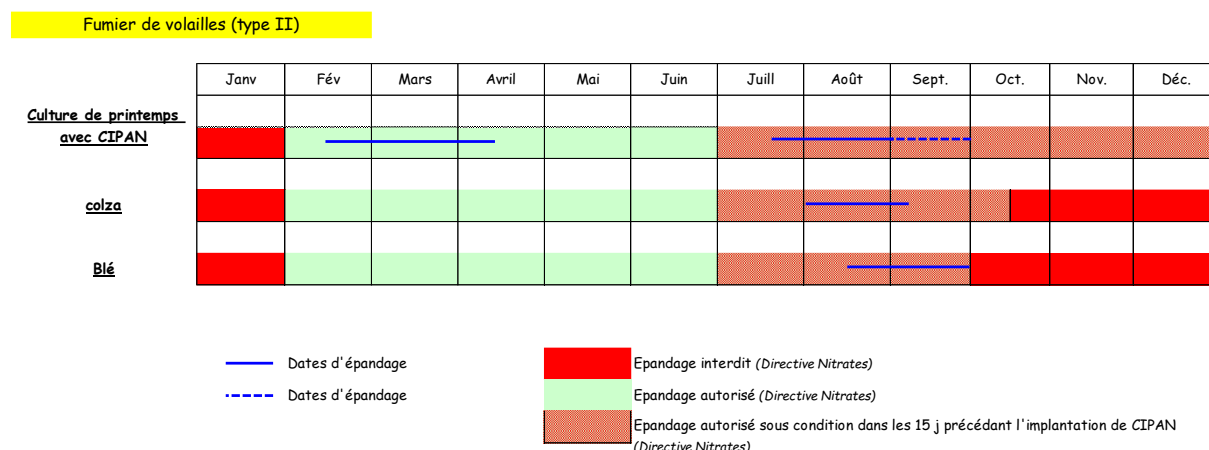 Fumier de volailles (type II)
Janv Fév Mars Avril Mai Juin Juill Août Sept. Oct. Nov. Déc.
Culture de printemps
avec CIPAN
colza
Blé
Dates d'épandage
Epandage interdit (Directive Nitrates)
Dates d'épandage
Epandage autorisé (Directive Nitrates)
Epandage autorisé sous condition dans les 15 j précédant l'implantation de CIPAN
(Directive Nitrates)